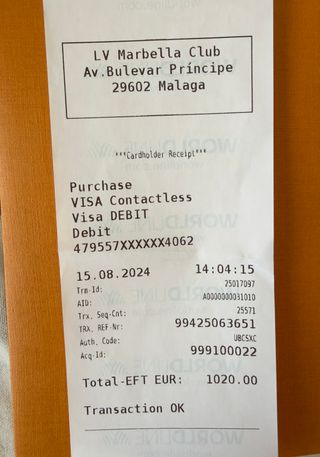 LV Marbella Club
Av.Bulevar Príncipe
29602 Malaga
***Cardholder Receipt***
Purchase
VISA Contactless
Visa DEBIT
Debit
479557XXXXXX4062
15.08.2024 14:04:15
Trm-Id: 25017097
AID: A0000000031010
Trx. Seq-Cnt: 25571
TRX. REF-Nr: 99425063651
Auth. Code: UBCSXC
Acq-Id: 999100022
Total-EFT EUR: 1020.00
Transaction OK